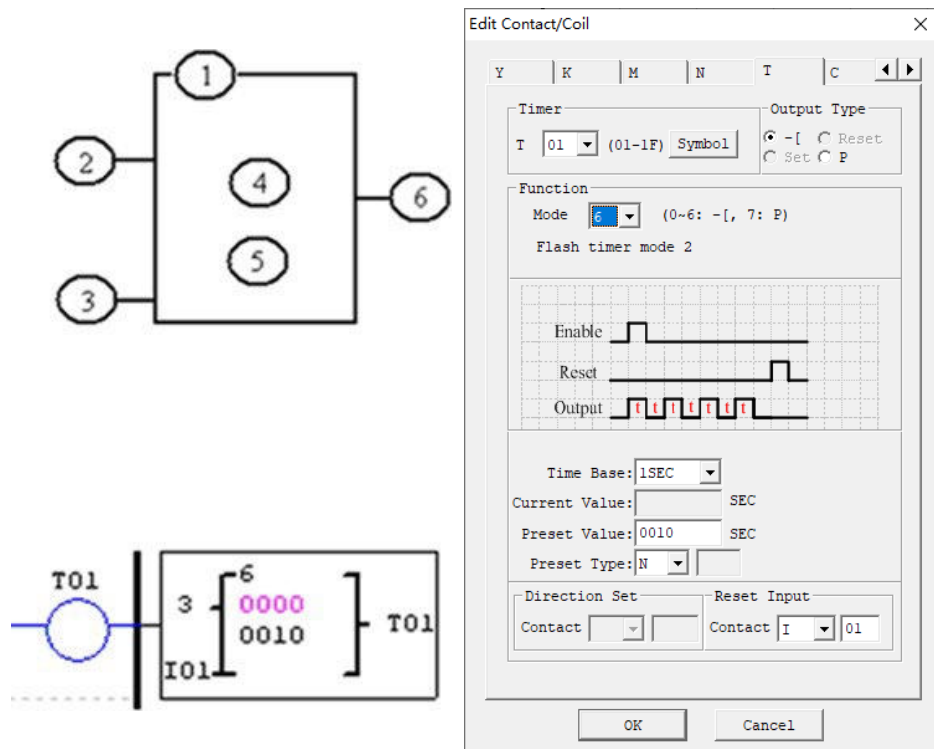 1
2
4
6
5
3
T01
6
3
0000
0010
T01
I01
Edit Contact/Coil
Y K M N T C
Timer
T 01 (01-1F) Symbol
Output Type
-[ Reset
Set P
Function
Mode 6 (0~6: -[, 7: P)
Flash timer mode 2
Enable
Reset
Output t t t t t t t
Time Base: 1SEC
Current Value: SEC
Preset Value: 0010 SEC
Preset Type: N
Direction Set
Contact
Reset Input
Contact I 01
OK Cancel